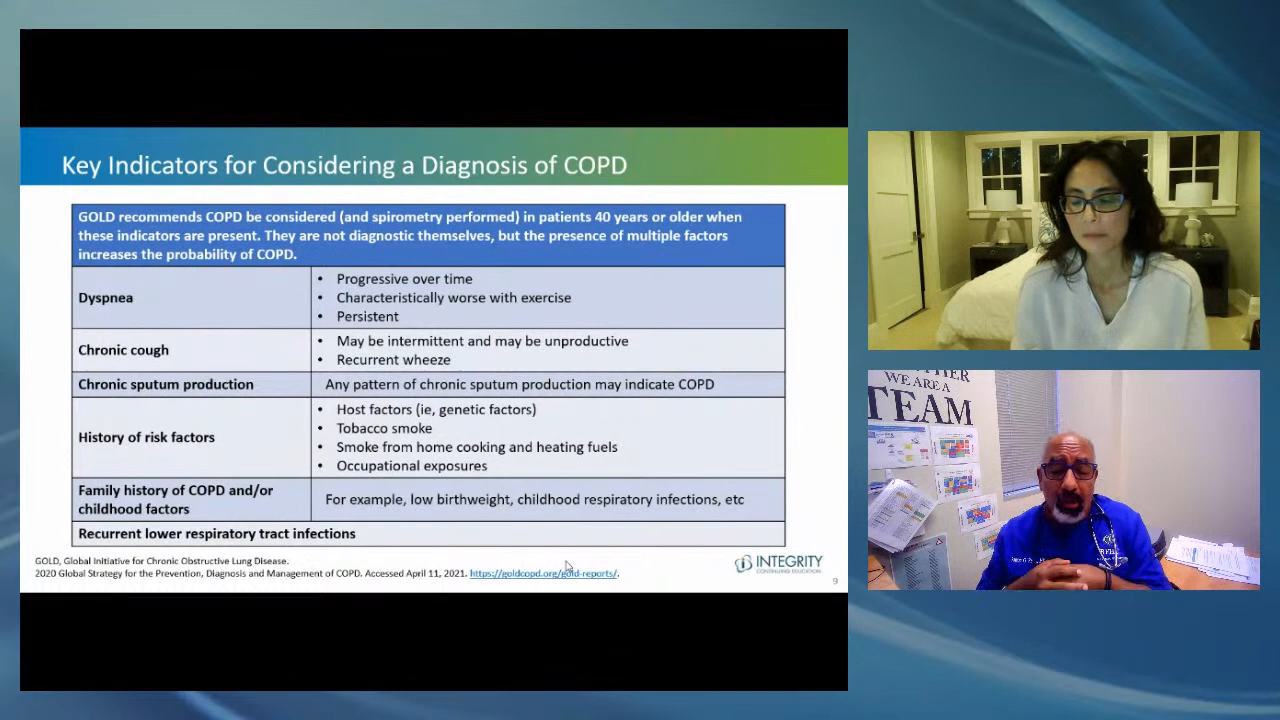 Key Indicators for Considering a Diagnosis of COPD
GOLD recommends COPD be considered (and spirometry performed) in patients 40 years or older when
these indicators are present. They are not diagnostic themselves, but the presence of multiple factors
increases the probability of COPD.
Dyspnea
• Progressive over time
• Characteristically worse with exercise
• Persistent
Chronic cough
• May be intermittent and may be unproductive
• Recurrent wheeze
Chronic sputum production
Any pattern of chronic sputum production may indicate COPD
History of risk factors
• Host factors (ie, genetic factors)
• Tobacco smoke
• Smoke from home cooking and heating fuels
• Occupational exposures
Family history of COPD and/or
childhood factors
For example, low birthweight, childhood respiratory infections, etc
Recurrent lower respiratory tract infections
GOLD, Global Initiative for Chronic Obstructive Lung Disease.
2020 Global Strategy for the Prevention, Diagnosis and Management of COPD. Accessed April 11, 2021. https://goldcopd.org/gold-reports/.
INTEGRITY
CONTINUING EDUCATION
9
WE ARE A
TEAM